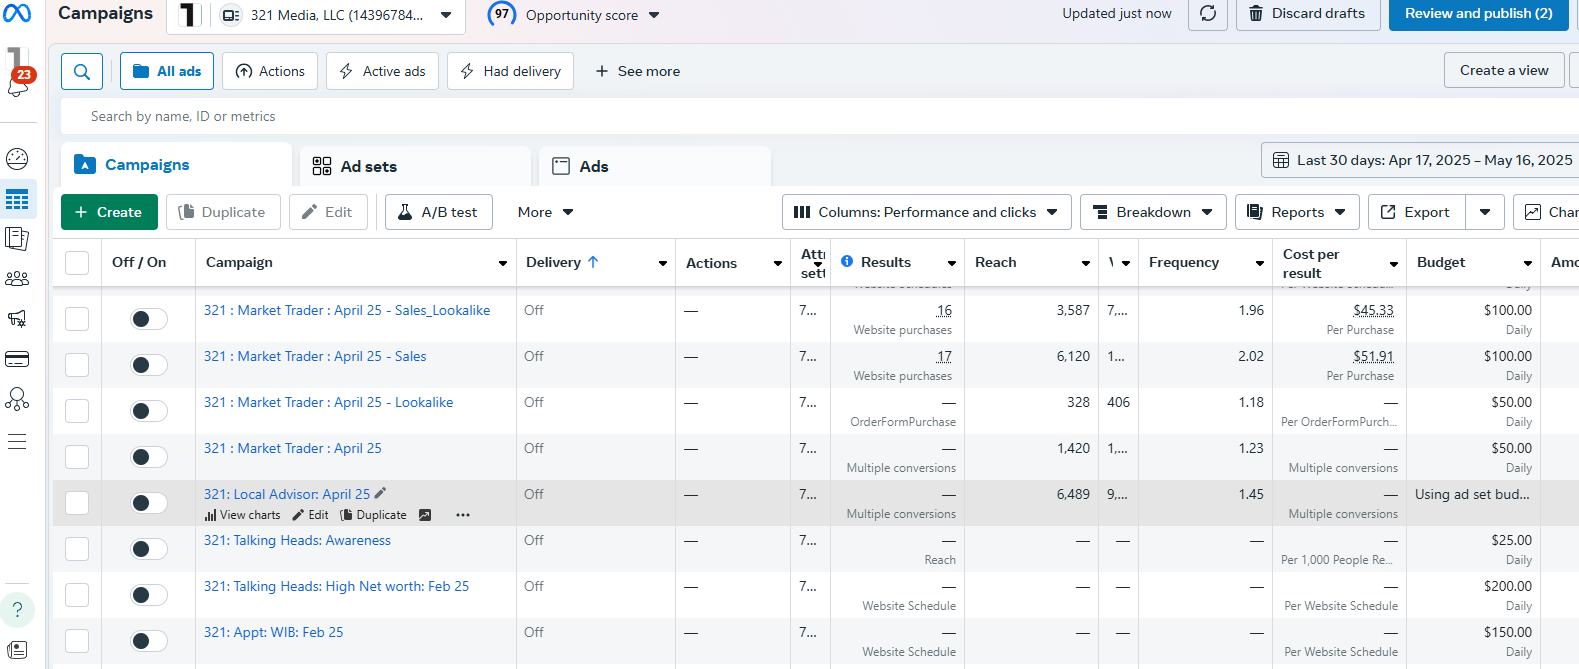 Campaigns
321 Media, LLC (14396784...
97
Opportunity score
Updated just now
Discard drafts
Review and publish (2)
23
All ads
Actions
Active ads
Had delivery
+ See more
Create a view
Search by name, ID or metrics
Campaigns
Ad sets
Ads
Last 30 days: Apr 17, 2025 – May 16, 2025
+ Create
Duplicate
Edit
A/B test
More
Columns: Performance and clicks
Breakdown
Reports
Export
Char
Off / On
Campaign
Delivery ↑
Actions
Attr
sett
Results
Reach
Frequency
Cost per
result
Budget
Amo
321 : Market Trader : April 25 - Sales_Lookalike
Off
—
7...
16
Website purchases
3,587
7,...
1.96
$45.33
Per Purchase
$100.00
Daily
321 : Market Trader : April 25 - Sales
Off
—
7...
17
Website purchases
6,120
1...
2.02
$51.91
Per Purchase
$100.00
Daily
321 : Market Trader : April 25 - Lookalike
Off
—
7...
—
OrderFormPurchase
328
406
1.18
—
Per OrderFormPurch...
$50.00
Daily
321 : Market Trader : April 25
Off
—
7...
—
Multiple conversions
1,420
1,...
1.23
—
Multiple conversions
$50.00
Daily
321: Local Advisor: April 25
View charts
Edit
Duplicate
Off
—
7...
—
Multiple conversions
6,489
9,...
1.45
—
Multiple conversions
Using ad set bud...
321: Talking Heads: Awareness
Off
—
7...
—
Reach
—
—
—
—
Per 1,000 People Re...
$25.00
Daily
321: Talking Heads: High Net worth: Feb 25
Off
—
7...
—
Website Schedule
—
—
—
—
Per Website Schedule
$200.00
Daily
321: Appt: WIB: Feb 25
Off
—
7...
—
Website Schedule
—
—
—
—
Per Website Schedule
$150.00
Daily